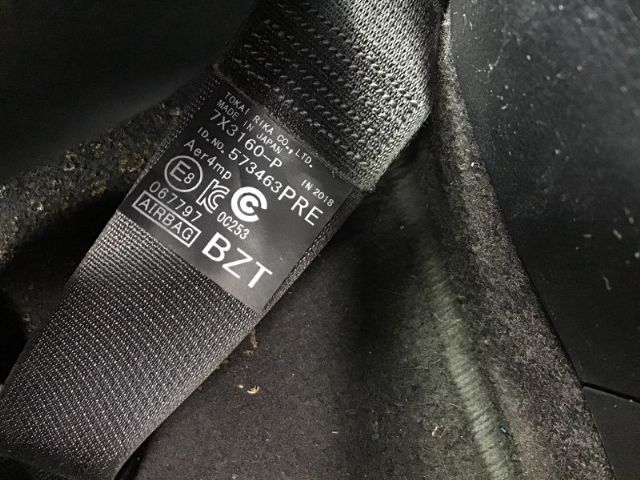 TOKAI RIKA CO., LTD.
MADE IN JAPAN IN 2018
7X3160-P
ID.NO. 573463PRE
Aer4mp
E8
067797 0C253
AIRBAG BZT